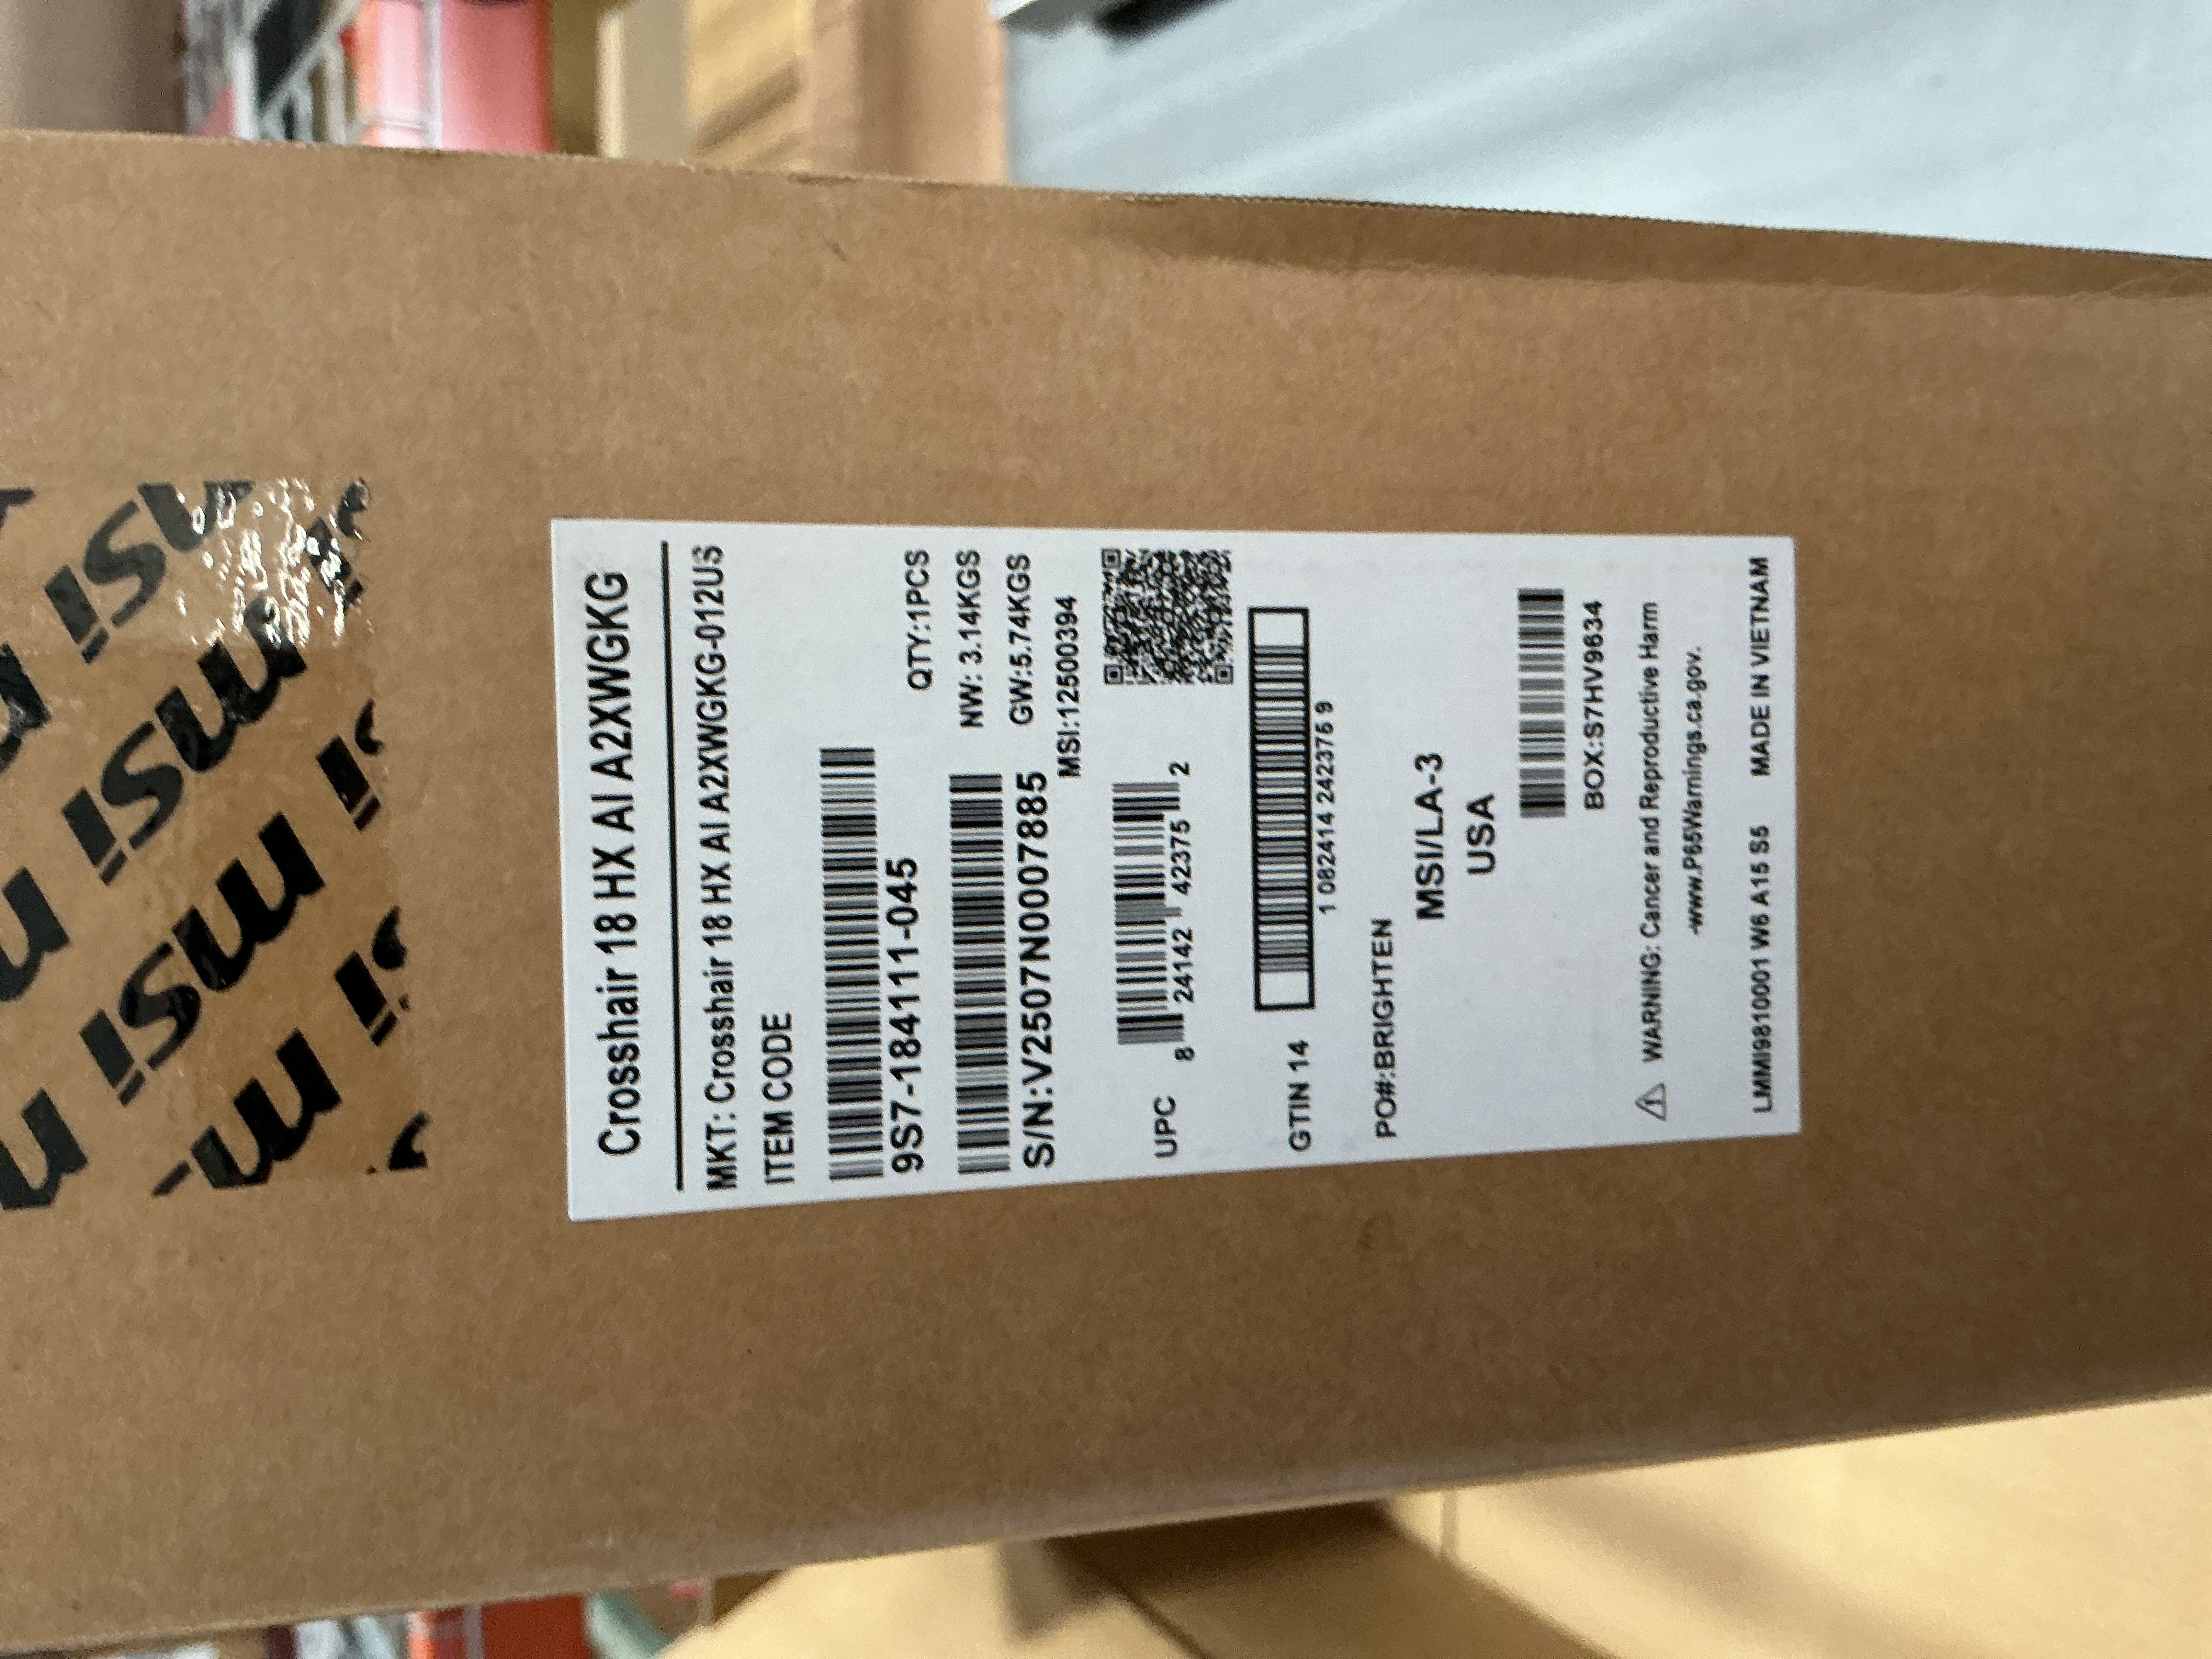 msi msi
msi msi
Crosshair 18 HX AI A2XWGKG
MKT: Crosshair 18 HX AI A2XWGKG-012US
ITEM CODE
9S7-184111-045
QTY:1PCS
NW: 3.14KGS
S/N:V2507N0007885
GW:5.74KGS
MSI:12500394
UPC
8 24142 42375 2
GTIN 14
1 082414 242375 9
PO#:BRIGHTEN
MSI/LA-3
USA
BOX:S7HV9634
WARNING: Cancer and Reproductive Harm
-www.P65Warnings.ca.gov.
LMMI9810001 W6 A15 S5 MADE IN VIETNAM